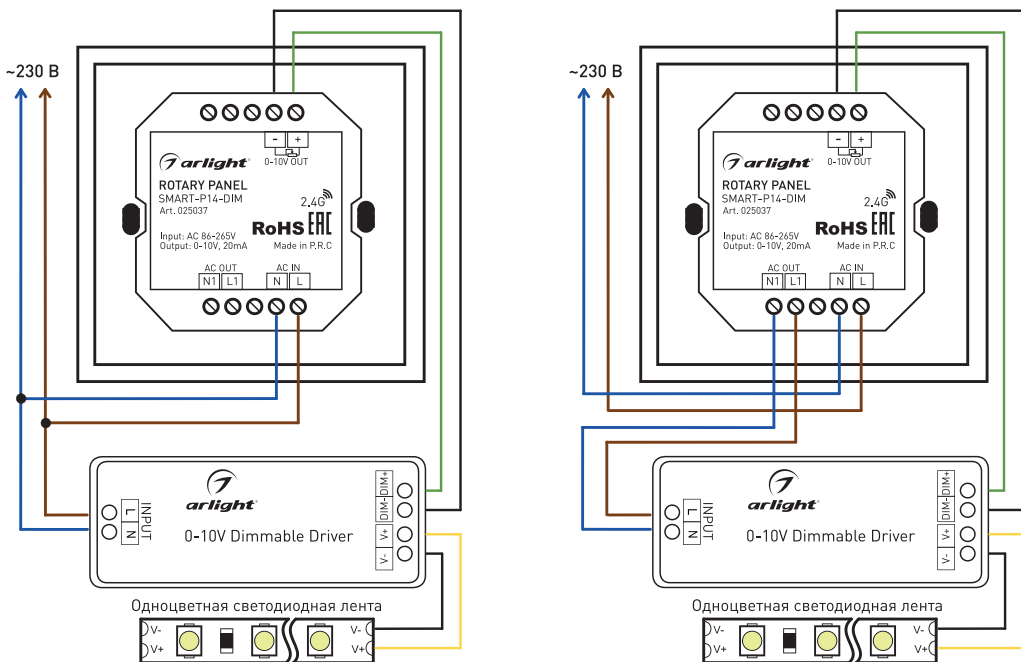 ~230 В
- +
0-10V OUT
arlight®
ROTARY PANEL
SMART-P14-DIM
Art. 025037
2.4G
RoHS EAC
Input: AC 86-265V
Output: 0-10V, 20mA
Made in P.R.C
AC OUT AC IN
N1 L1 N L
INPUT
L
N
arlight®
0-10V Dimmable Driver
DIM+
DIM-
V+
V-
Одноцветная светодиодная лента
V- V-
V+ V+
~230 В
- +
0-10V OUT
arlight®
ROTARY PANEL
SMART-P14-DIM
Art. 025037
2.4G
RoHS EAC
Input: AC 86-265V
Output: 0-10V, 20mA
Made in P.R.C
AC OUT AC IN
N1 L1 N L
INPUT
L
N
arlight®
0-10V Dimmable Driver
DIM+
DIM-
V+
V-
Одноцветная светодиодная лента
V- V-
V+ V+